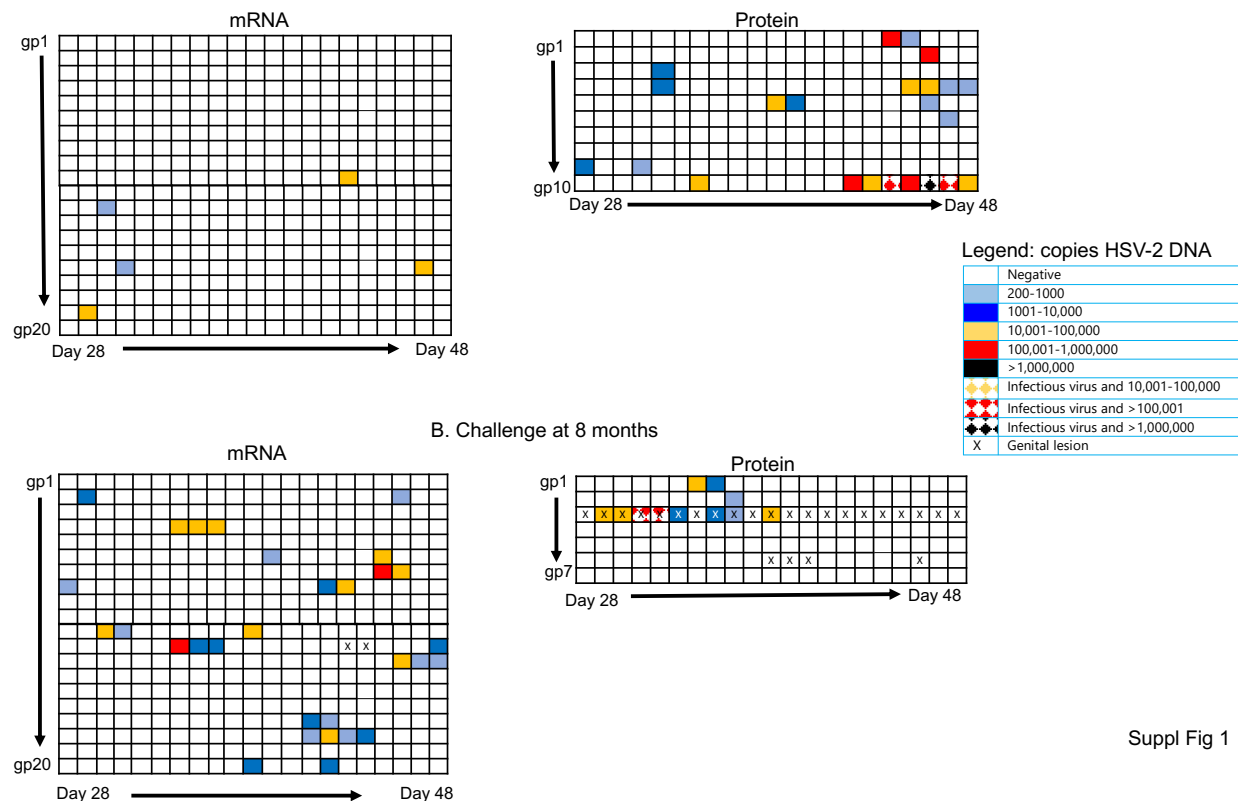 mRNA
Protein
gp1
gp20
Day 28
Day 48
gp1
gp10
Day 28
Day 48
Legend: copies HSV-2 DNA
Negative
200-1000
1001-10,000
10,001-100,000
100,001-1,000,000
>1,000,000
Infectious virus and 10,001-100,000
Infectious virus and >100,001
Infectious virus and >1,000,000
X Genital lesion
B. Challenge at 8 months
mRNA
Protein
gp1
X X
gp20
Day 28
Day 48
gp1
X X X X X X X X X X X X X X X X X X X X X
X X X X
gp7
Day 28
Day 48
Suppl Fig 1